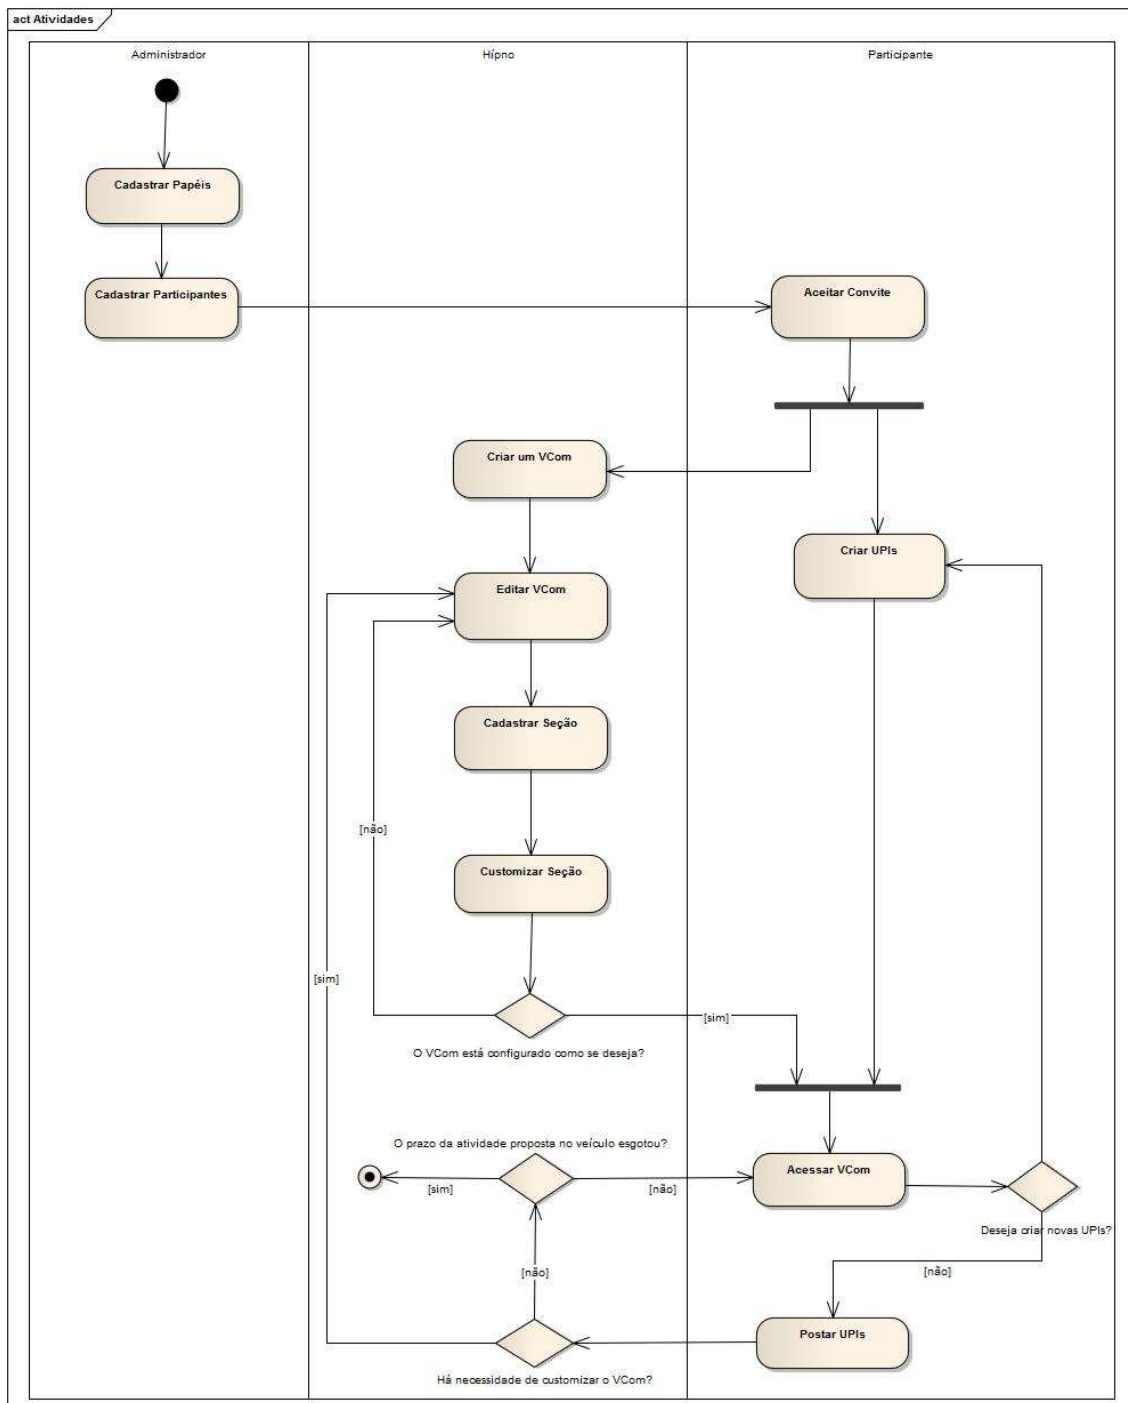 act Atividades
Administrador
Hípno
Participante
Cadastrar Papéis
Cadastrar Participantes
Aceitar Convite
Criar um VCom
Criar UPIs
Editar VCom
Cadastrar Seção
[não]
Customizar Seção
[sim]
[sim]
O VCom está configurado como se deseja?
O prazo da atividade proposta no veículo esgotou?
Acessar VCom
[sim]
[não]
Deseja criar novas UPIs?
[não]
[não]
Postar UPIs
Há necessidade de customizar o VCom?